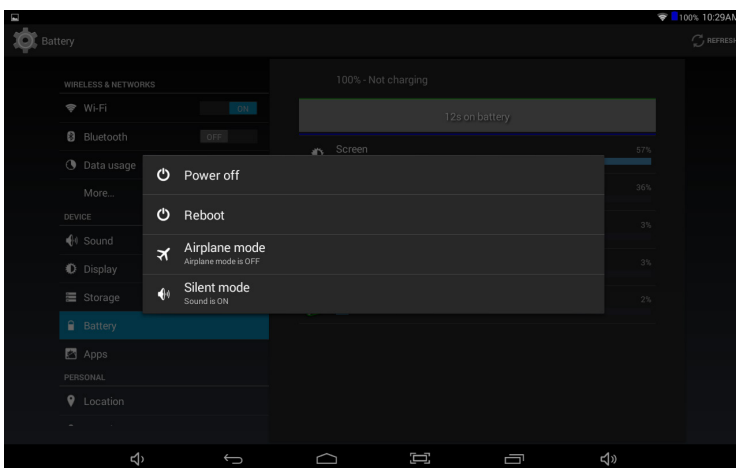 100% 10:29AM
Battery
REFRESH
WIRELESS & NETWORKS
Wi-Fi ON
Bluetooth OFF
Data usage
More...
DEVICE
Sound
Display
Storage
Battery
Apps
PERSONAL
Location
100% - Not charging
12s on battery
Screen 57%
36%
3%
3%
2%
Power off
Reboot
Airplane mode
Airplane mode is OFF
Silent mode
Sound is ON